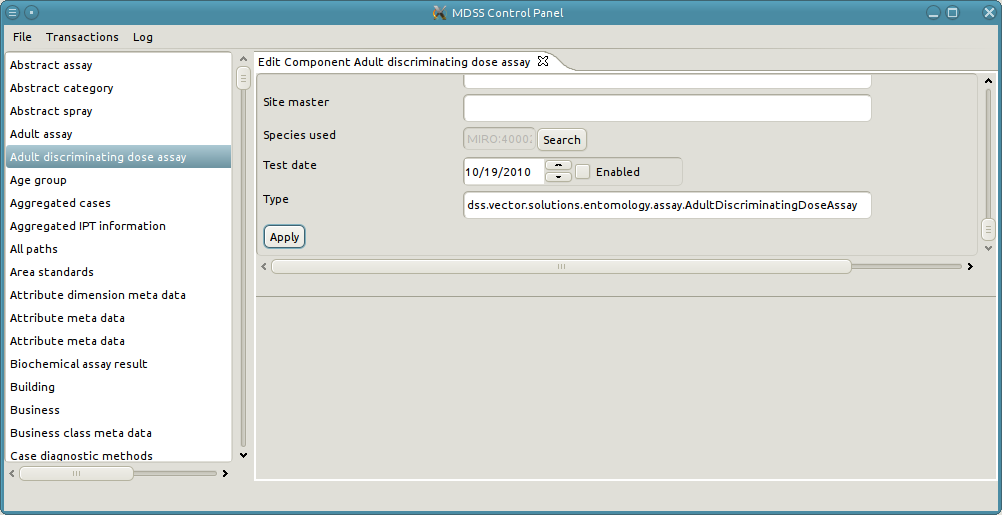 MDSS Control Panel
File Transactions Log
Abstract assay
Abstract category
Abstract spray
Adult assay
Adult discriminating dose assay
Age group
Aggregated cases
Aggregated IPT information
All paths
Area standards
Attribute dimension meta data
Attribute meta data
Attribute meta data
Biochemical assay result
Building
Business
Business class meta data
Case diagnostic methods
Edit Component Adult discriminating dose assay
Site master
Species used Search
Test date 10/19/2010 Enabled
Type dss.vector.solutions.entomology.assay.AdultDiscriminatingDoseAssay
Apply